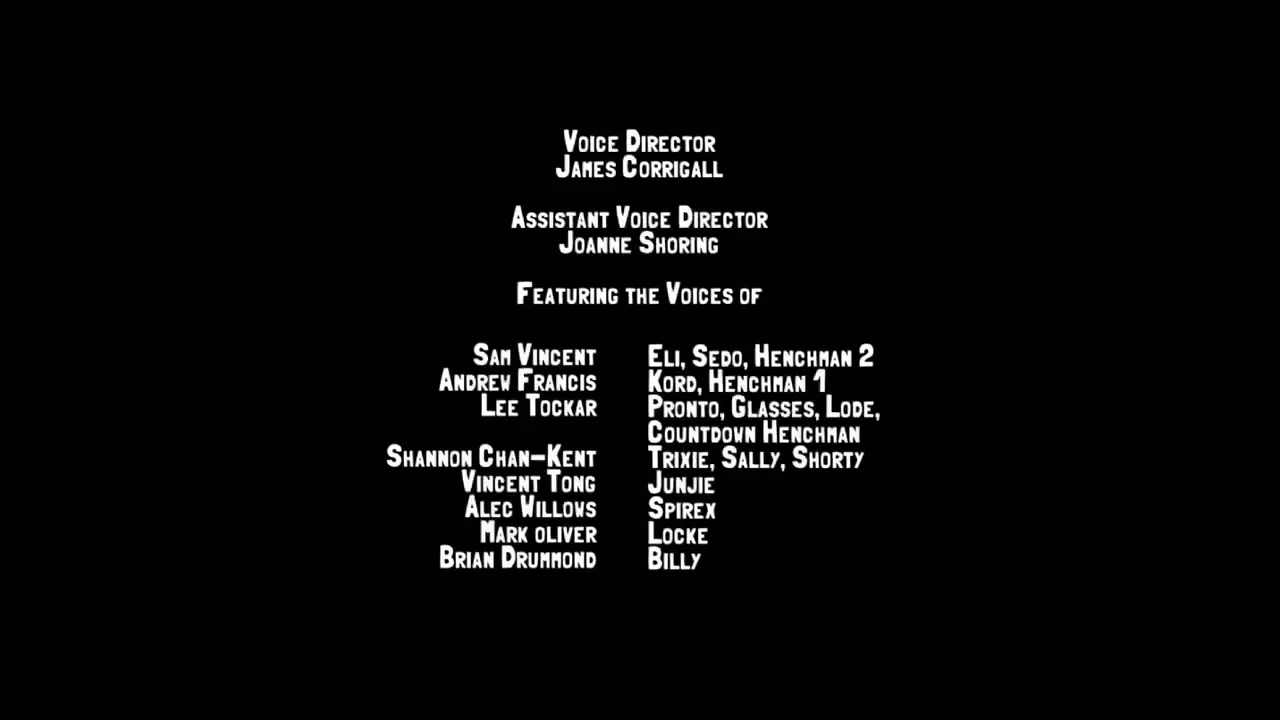 Voice Director
James Corrigall
Assistant Voice Director
Joanne Shoring
Featuring the Voices of
Sam Vincent Eli, Sedo, Henchman 2
Andrew Francis Kord, Henchman 1
Lee Tockar Pronto, Glasses, Lode,
Countdown Henchman
Shannon Chan-Kent Trixie, Sally, Shorty
Vincent Tong Junjie
Alec Willows Spirex
Mark oliver Locke
Brian Drummond Billy